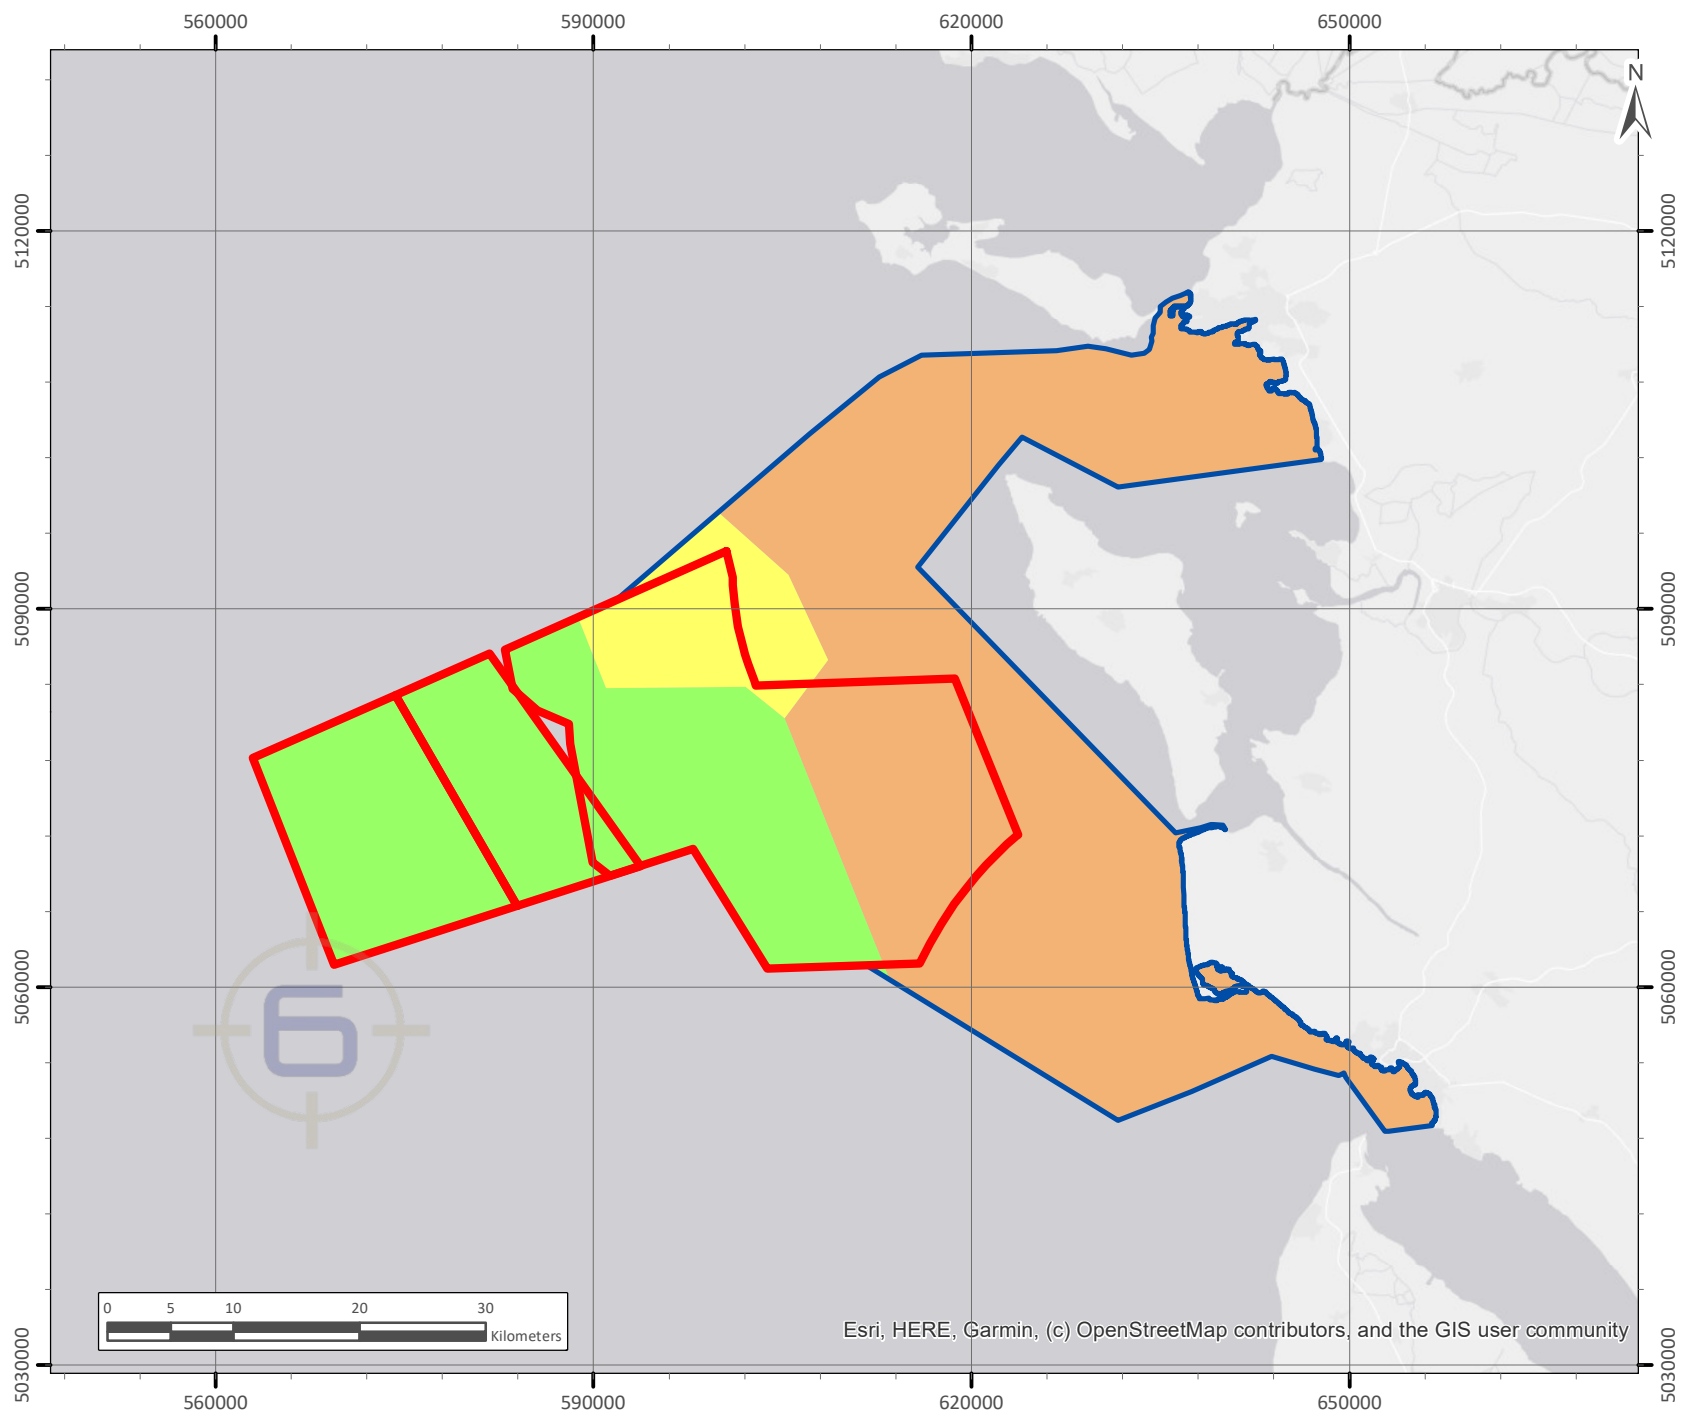 560000 590000 620000 650000
N
5120000 5120000
5090000 5090000
5060000 5060000
6
0 5 10 20 30
Kilometers
Esri, HERE, Garmin, (c) OpenStreetMap contributors, and the GIS user community
5030000 5030000
560000 590000 620000 650000